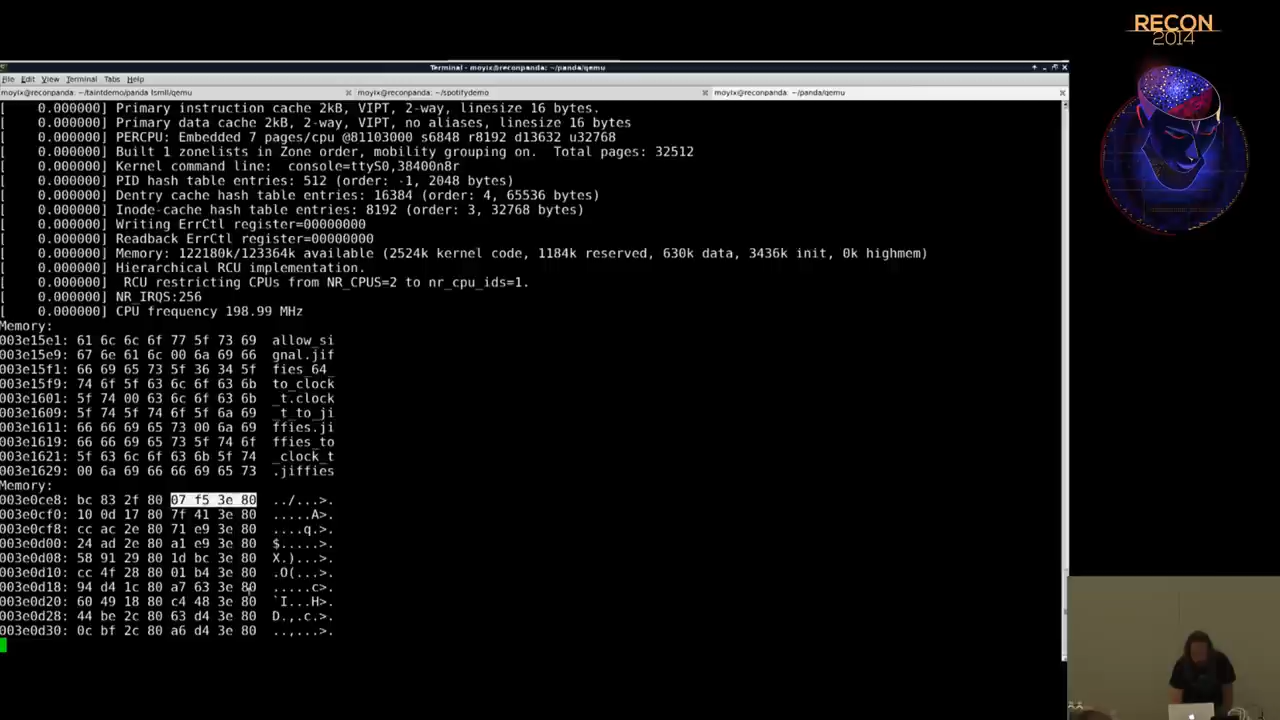 RECON
2014
Terminal - moyix@reconpanda: ~/panda/qemu
File Edit View Terminal Tabs Help
moyix@reconpanda: ~/taintdemo/panda lsmll/qemu
moyix@reconpanda: ~/spotifydemo
moyix@reconpanda: ~/panda/qemu
[ 0.000000] Primary instruction cache 2kB, VIPT, 2-way, linesize 16 bytes.
[ 0.000000] Primary data cache 2kB, 2-way, VIPT, no aliases, linesize 16 bytes
[ 0.000000] PERCPU: Embedded 7 pages/cpu @81103000 s6848 r8192 d13632 u32768
[ 0.000000] Built 1 zonelists in Zone order, mobility grouping on.  Total pages: 32512
[ 0.000000] Kernel command line:  console=ttyS0,38400n8r
[ 0.000000] PID hash table entries: 512 (order: -1, 2048 bytes)
[ 0.000000] Dentry cache hash table entries: 16384 (order: 4, 65536 bytes)
[ 0.000000] Inode-cache hash table entries: 8192 (order: 3, 32768 bytes)
[ 0.000000] Writing ErrCtl register=00000000
[ 0.000000] Readback ErrCtl register=00000000
[ 0.000000] Memory: 122180k/123364k available (2524k kernel code, 1184k reserved, 630k data, 3436k init, 0k highmem)
[ 0.000000] Hierarchical RCU implementation.
[ 0.000000]  RCU restricting CPUs from NR_CPUS=2 to nr_cpu_ids=1.
[ 0.000000] NR_IRQS:256
[ 0.000000] CPU frequency 198.99 MHz
Memory:
003e15e1: 61 6c 6c 6f 77 5f 73 69  allow_si
003e15e9: 67 6e 61 6c 00 6a 69 66  gnal.jif
003e15f1: 66 69 65 73 5f 36 34 5f  fies_64_
003e15f9: 74 6f 5f 63 6c 6f 63 6b  to_clock
003e1601: 5f 74 00 63 6c 6f 63 6b  _t.clock
003e1609: 5f 74 5f 74 6f 5f 6a 69  _t_to_ji
003e1611: 66 66 69 65 73 00 6a 69  ffies.ji
003e1619: 66 66 69 65 73 5f 74 6f  ffies_to
003e1621: 5f 63 6c 6f 63 6b 5f 74  _clock_t
003e1629: 00 6a 69 66 66 69 65 73  .jiffies
Memory:
003e0ce8: bc 83 2f 80 07 f5 3e 80  ../...>.
003e0cf0: 10 0d 17 80 7f 41 3e 80  .....A>.
003e0cf8: cc ac 2e 80 71 e9 3e 80  ....q.>.
003e0d00: 24 ad 2e 80 a1 e9 3e 80  $.....>.
003e0d08: 58 91 29 80 1d bc 3e 80  X.)...>.
003e0d10: cc 4f 28 80 01 b4 3e 80  .O(...>.
003e0d18: 94 d4 1c 80 a7 63 3e 80  .....c>.
003e0d20: 60 49 18 80 c4 48 3e 80  `I...H>.
003e0d28: 44 be 2c 80 63 d4 3e 80  D.,.c.>.
003e0d30: 0c bf 2c 80 a6 d4 3e 80  ..,...>.